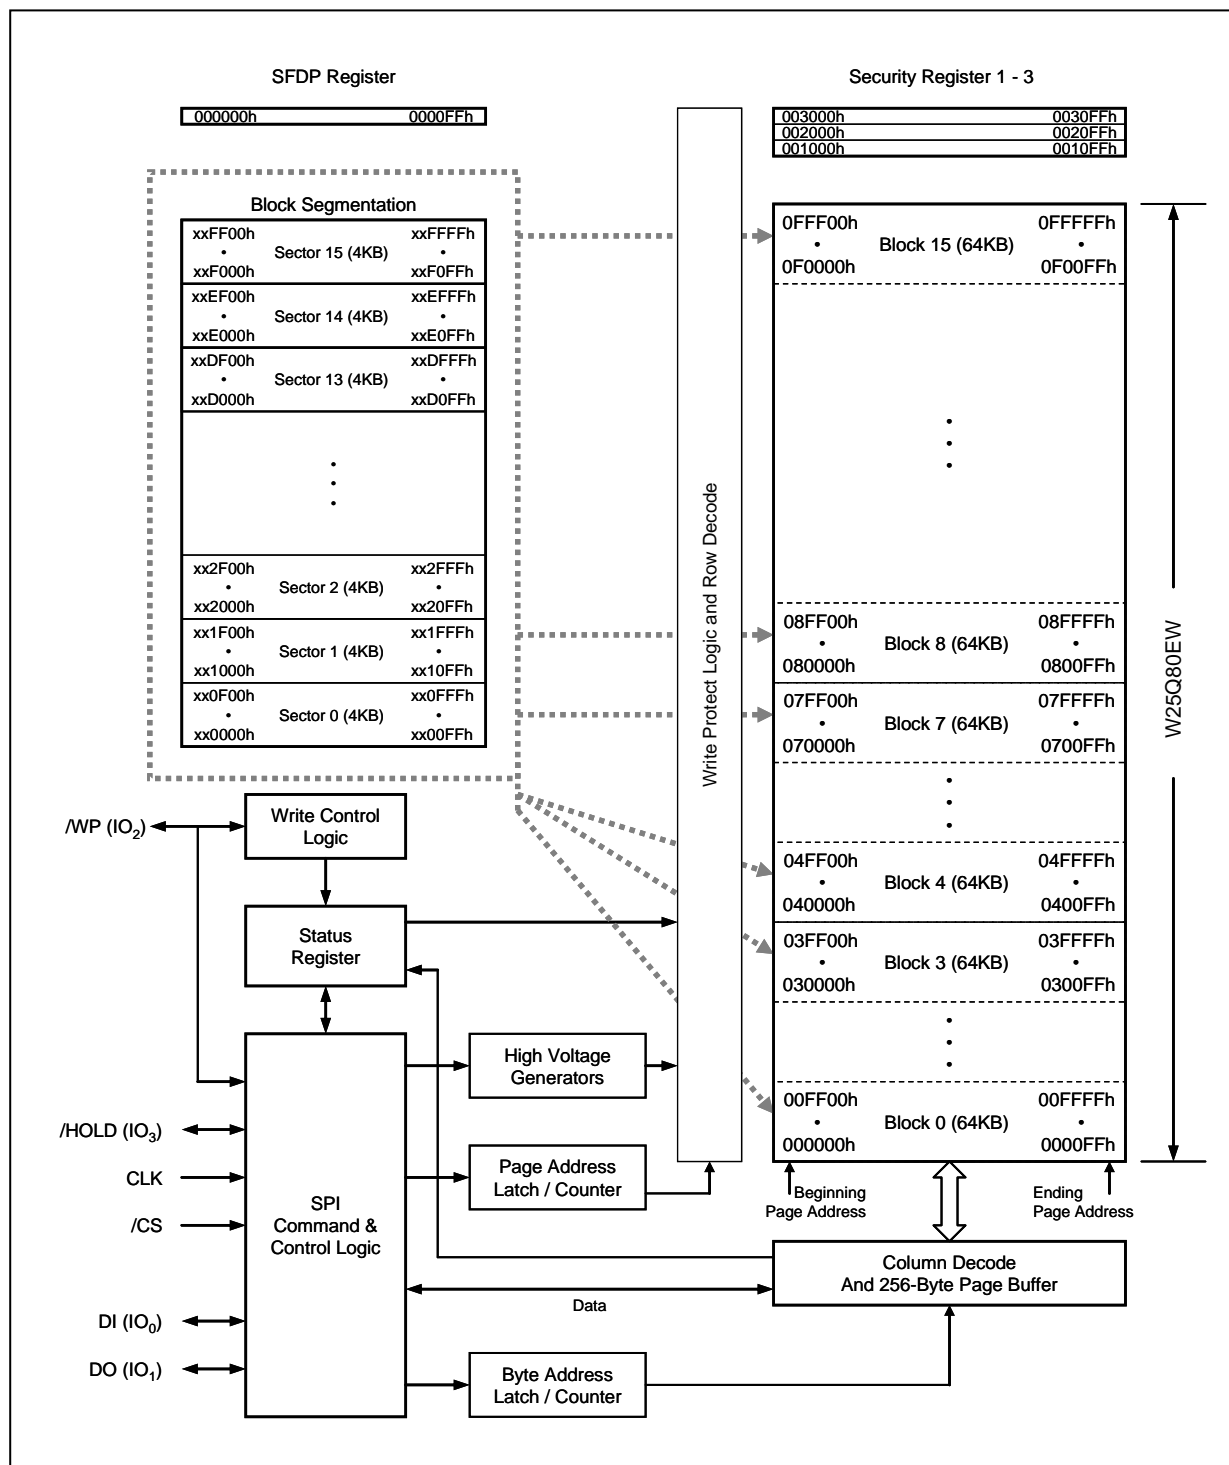 SFDP Register
000000h 0000FFh
Security Register 1 - 3
003000h 0030FFh
002000h 0020FFh
001000h 0010FFh
Block Segmentation
xxFF00h xxFFFFh
• Sector 15 (4KB) •
xxF000h xxF0FFh
xxEF00h xxEFFFh
• Sector 14 (4KB) •
xxE000h xxE0FFh
xxDF00h xxDFFFh
• Sector 13 (4KB) •
xxD000h xxD0FFh
xx2F00h xx2FFFh
• Sector 2 (4KB) •
xx2000h xx20FFh
xx1F00h xx1FFFh
• Sector 1 (4KB) •
xx1000h xx10FFh
xx0F00h xx0FFFh
• Sector 0 (4KB) •
xx0000h xx00FFh
Write Protect Logic and Row Decode
0FFF00h 0FFFFFh
• Block 15 (64KB) •
0F0000h 0F00FFh
08FF00h 08FFFFh
• Block 8 (64KB) •
080000h 0800FFh
07FF00h 07FFFFh
• Block 7 (64KB) •
070000h 0700FFh
04FF00h 04FFFFh
• Block 4 (64KB) •
040000h 0400FFh
03FF00h 03FFFFh
• Block 3 (64KB) •
030000h 0300FFh
00FF00h 00FFFFh
• Block 0 (64KB) •
000000h 0000FFh
W25Q80EW
Beginning
Page Address
Ending
Page Address
/WP (IO2)
Write Control
Logic
Status
Register
High Voltage
Generators
/HOLD (IO3)
CLK
/CS
SPI
Command &
Control Logic
Page Address
Latch / Counter
Column Decode
And 256-Byte Page Buffer
Data
DI (IO0)
DO (IO1)
Byte Address
Latch / Counter